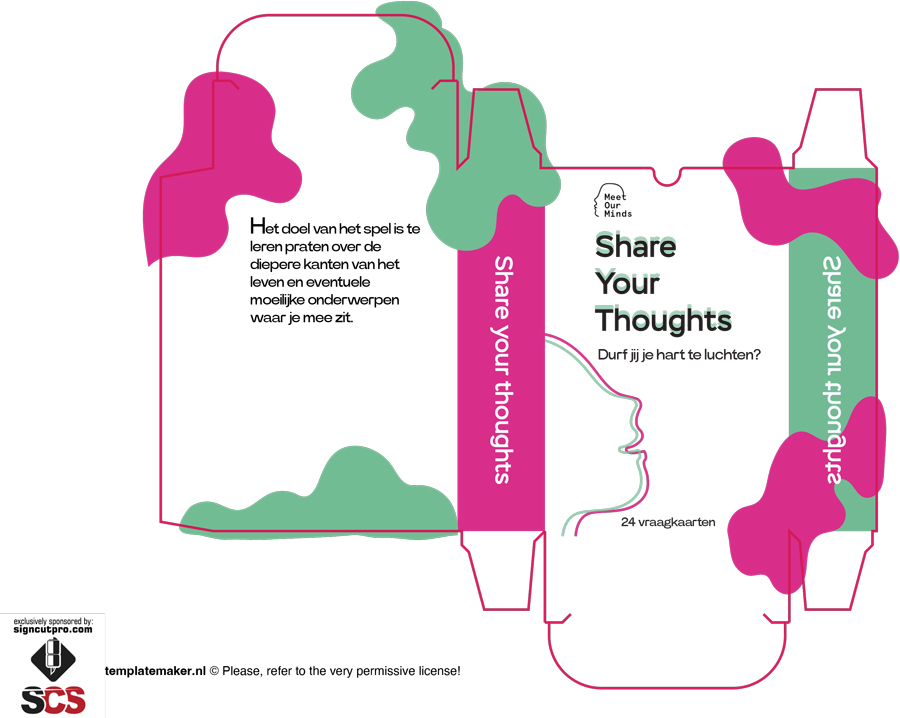 Het doel van het spel is te
leren praten over de
diepere kanten van het
leven en eventuele
moeilijke onderwerpen
waar je mee zit.
Share your thoughts
Meet
Our
Minds
Share
Your
Thoughts
Durf jij je hart te luchten?
24 vraagkaarten
Share your thoughts
exclusively sponsored by:
signcutpro.com
SCS
templatemaker.nl © Please, refer to the very permissive license!